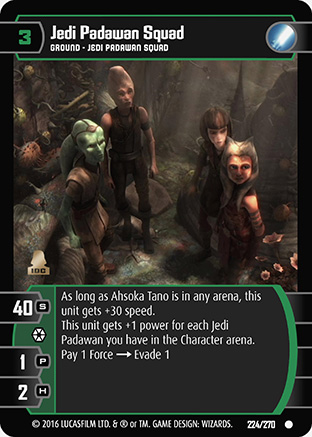 3 Jedi Padawan Squad
GROUND - JEDI PADAWAN SQUAD
IDC
40 S
1 P
2 H
As long as Ahsoka Tano is in any arena, this
unit gets +30 speed.
This unit gets +1 power for each Jedi
Padawan you have in the Character arena.
Pay 1 Force → Evade 1
© 2016 LUCASFILM LTD. & ® or TM. GAME DESIGN: WIZARDS. 224/270